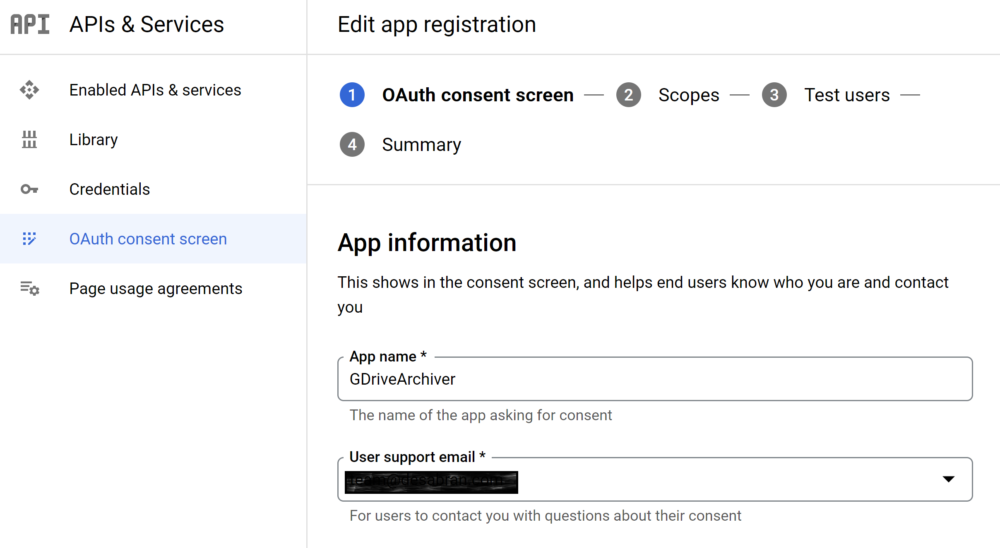 API APIs & Services
Edit app registration
Enabled APIs & services
Library
Credentials
OAuth consent screen
Page usage agreements
1 OAuth consent screen — 2 Scopes — 3 Test users —
4 Summary
App information
This shows in the consent screen, and helps end users know who you are and contact
you
App name *
GDriveArchiver
The name of the app asking for consent
User support email *
For users to contact you with questions about their consent